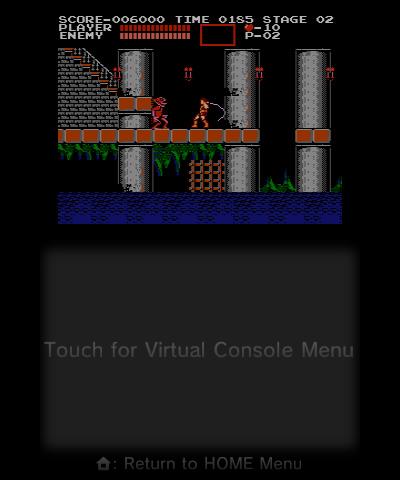 SCORE-006000 TIME 0185 STAGE 02
PLAYER -10
ENEMY P-02
Touch for Virtual Console Menu
: Return to HOME Menu